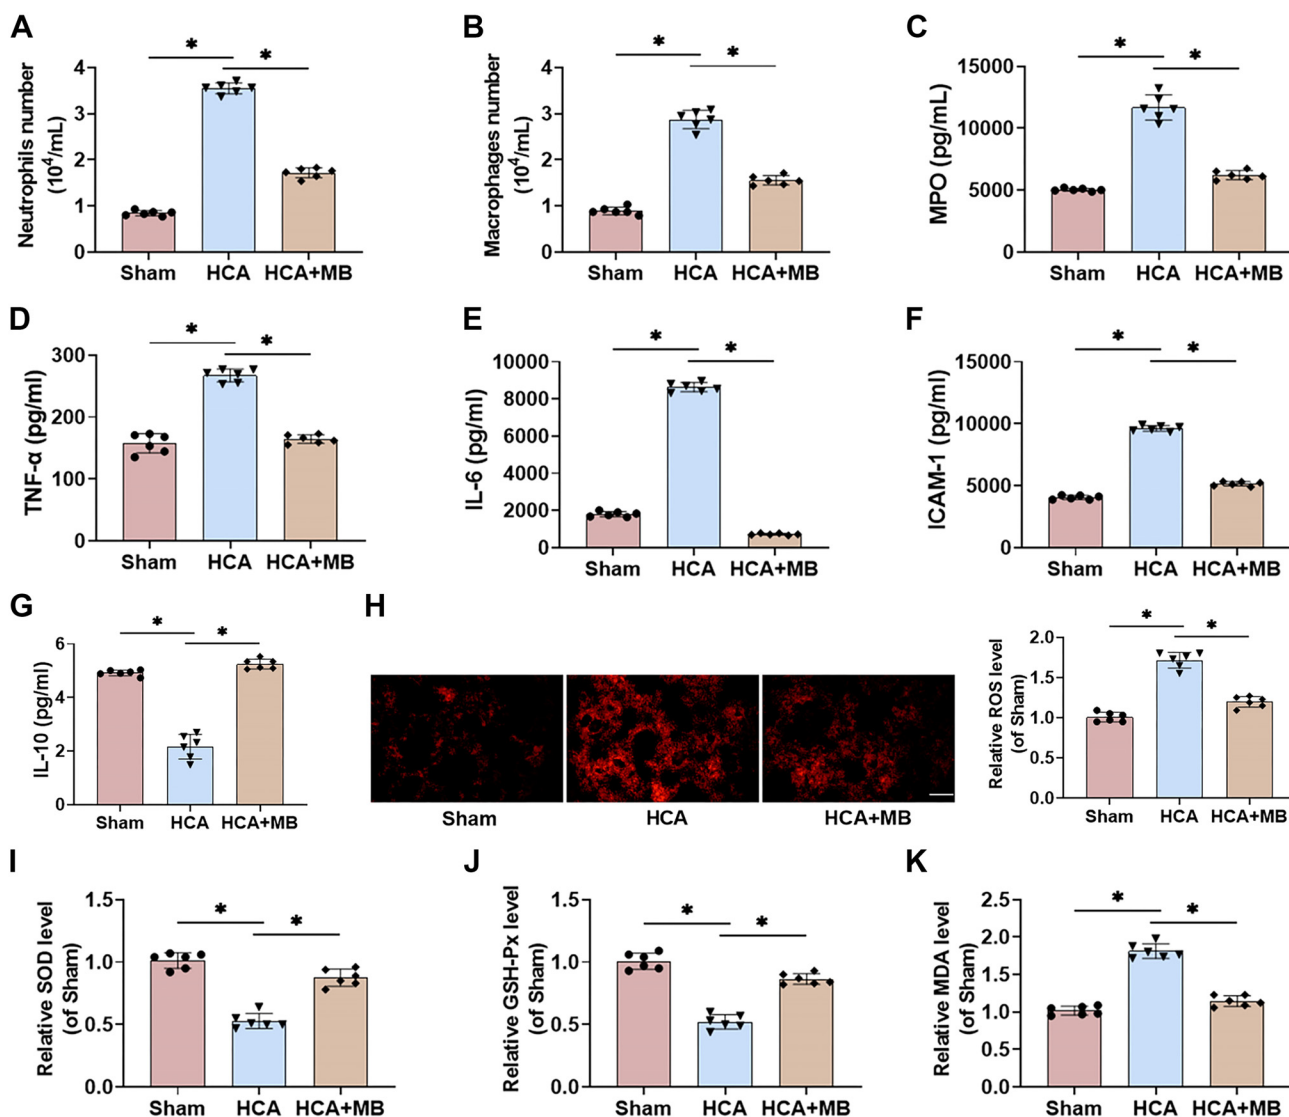 A
Neutrophils number
(10⁴/mL)
4
3
2
1
0
*
*
Sham
HCA
HCA+MB
B
Macrophages number
(10⁴/mL)
4
3
2
1
0
*
*
Sham
HCA
HCA+MB
C
MPO (pg/mL)
15000
10000
5000
0
*
*
Sham
HCA
HCA+MB
D
TNF-α (pg/ml)
300
200
100
0
*
*
Sham
HCA
HCA+MB
E
IL-6 (pg/ml)
10000
8000
6000
4000
2000
0
*
*
Sham
HCA
HCA+MB
F
ICAM-1 (pg/ml)
15000
10000
5000
0
*
*
Sham
HCA
HCA+MB
G
IL-10 (pg/ml)
6
4
2
0
*
*
Sham
HCA
HCA+MB
H
Sham
HCA
HCA+MB
Relative ROS level
(of Sham)
2.0
1.5
1.0
0.5
0.0
*
*
Sham
HCA
HCA+MB
I
Relative SOD level
(of Sham)
1.5
1.0
0.5
0.0
*
*
Sham
HCA
HCA+MB
J
Relative GSH-Px level
(of Sham)
1.5
1.0
0.5
0.0
*
*
Sham
HCA
HCA+MB
K
Relative MDA level
(of Sham)
2.5
2.0
1.5
1.0
0.5
0.0
*
*
Sham
HCA
HCA+MB